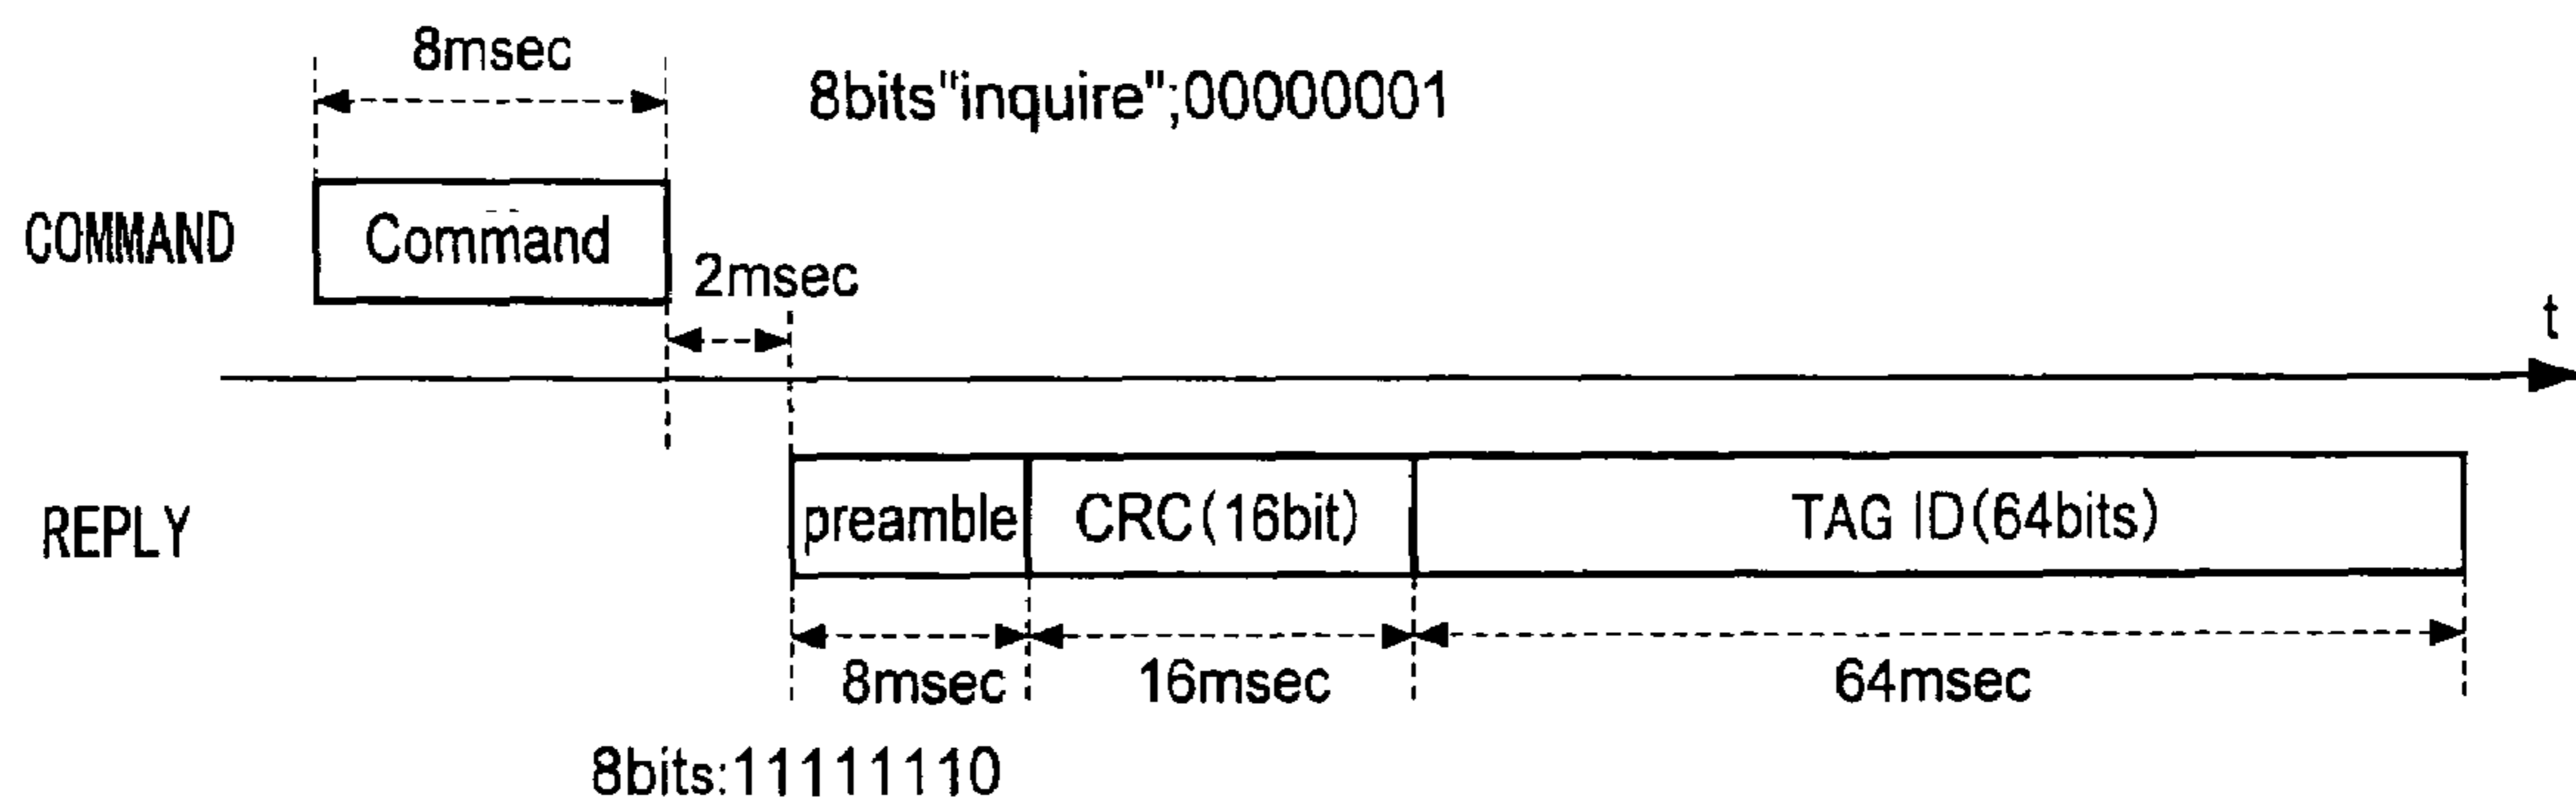 8msec
8bits"inquire";00000001
COMMAND
Command
2msec
t
REPLY
preamble
CRC(16bit)
TAG ID(64bits)
8msec
16msec
64msec
8bits:11111110